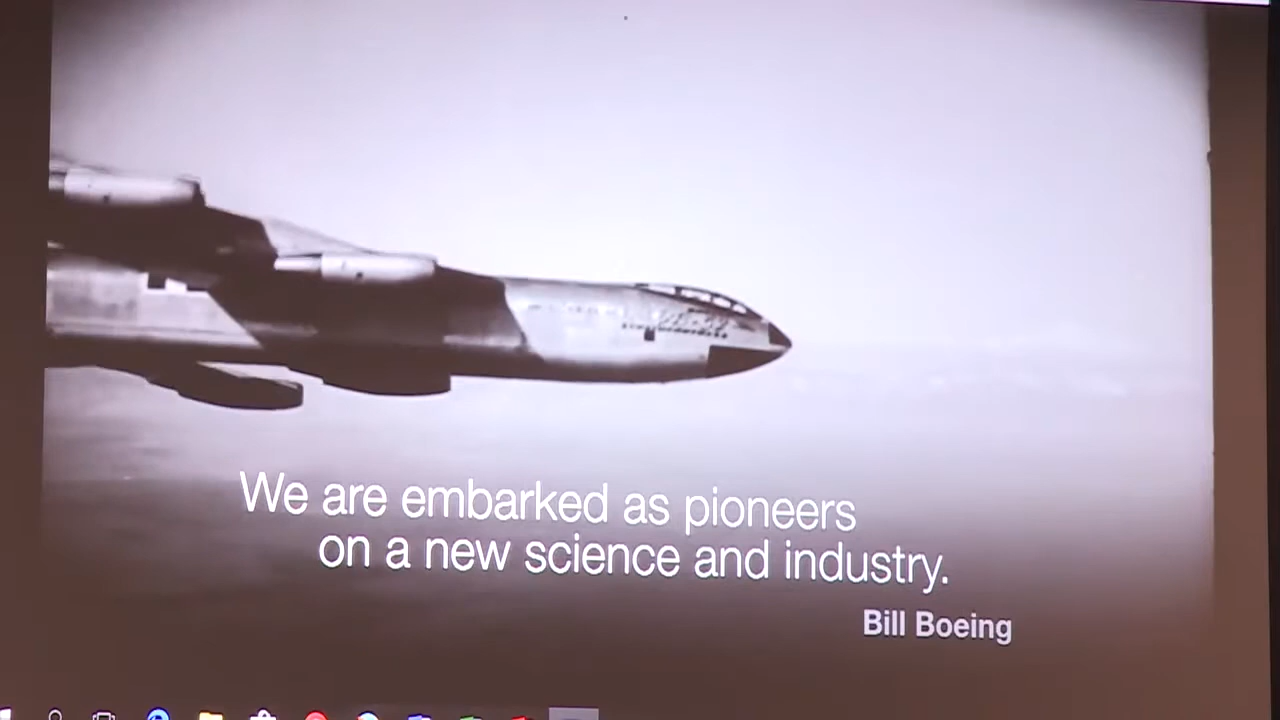 We are embarked as pioneers
on a new science and industry.
Bill Boeing